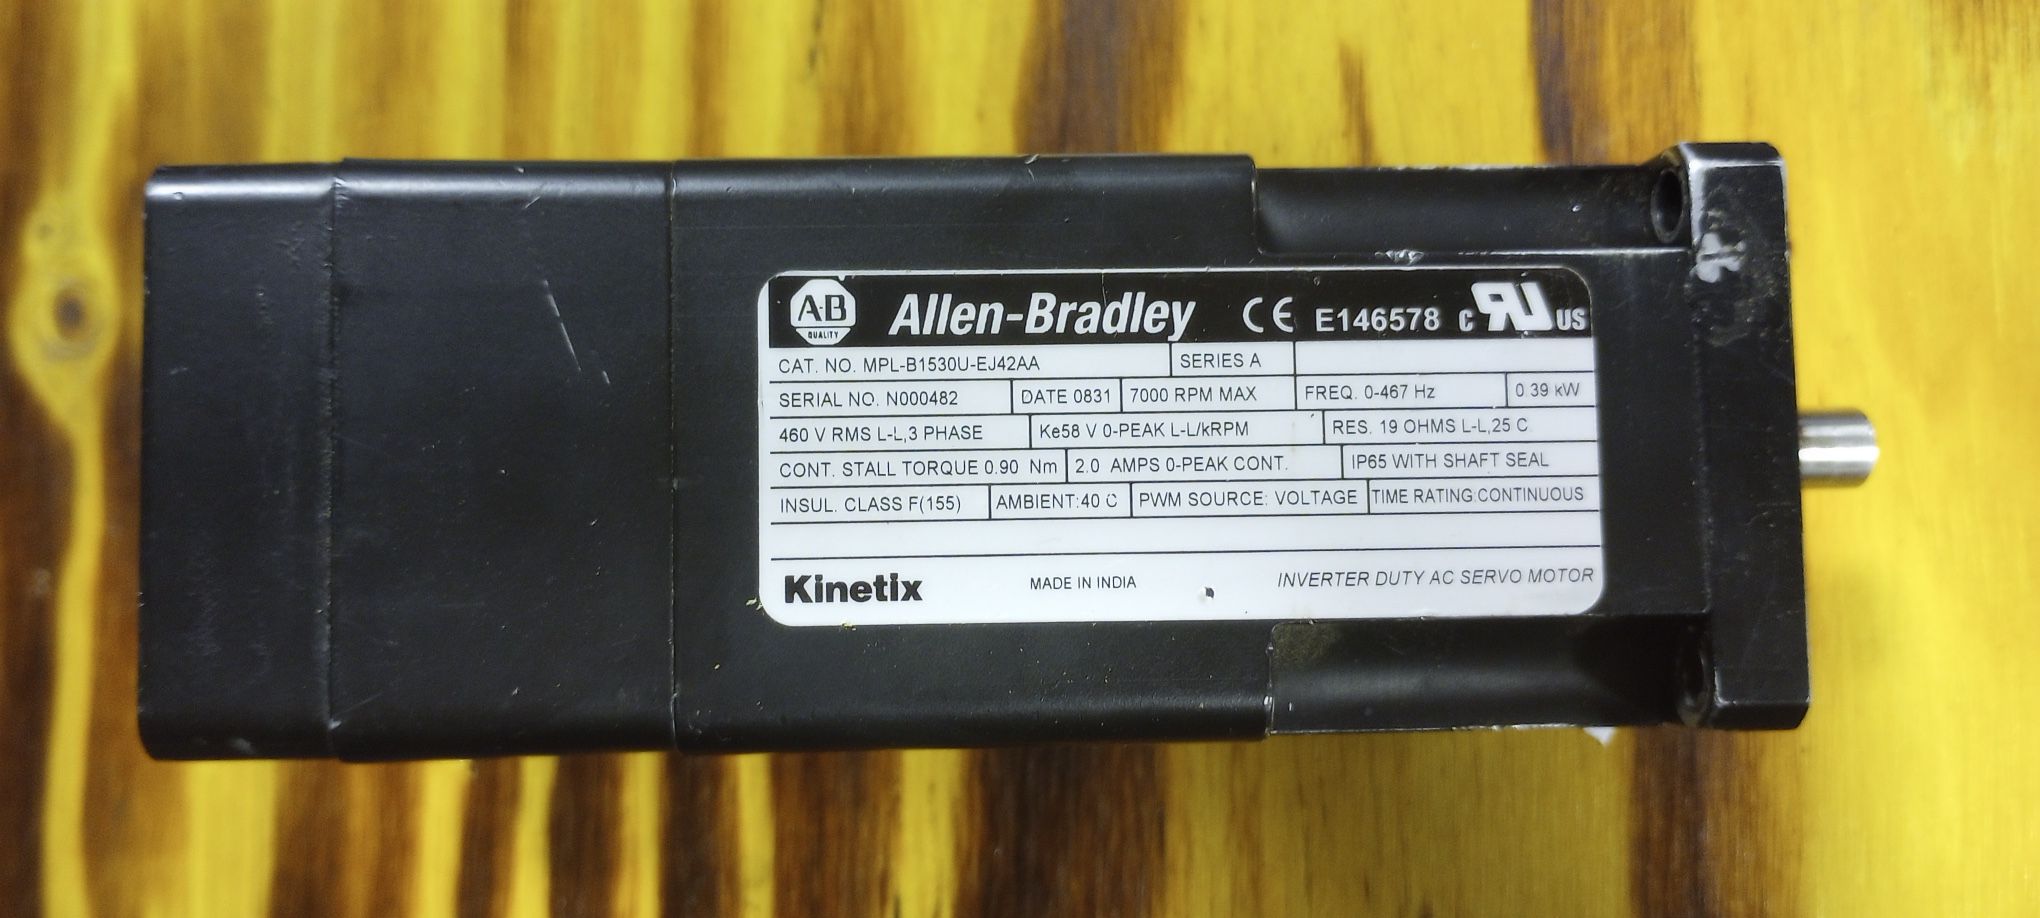 A-B QUALITY Allen-Bradley CE E146578 c RU US
CAT. NO. MPL-B1530U-EJ42AA SERIES A
SERIAL NO. N000482 DATE 0831 7000 RPM MAX FREQ. 0-467 Hz 0 39 kW
460 V RMS L-L,3 PHASE Ke58 V 0-PEAK L-L/kRPM RES. 19 OHMS L-L,25 C
CONT. STALL TORQUE 0.90 Nm 2.0 AMPS 0-PEAK CONT. IP65 WITH SHAFT SEAL
INSUL. CLASS F(155) AMBIENT:40 C PWM SOURCE: VOLTAGE TIME RATING:CONTINUOUS
Kinetix MADE IN INDIA INVERTER DUTY AC SERVO MOTOR